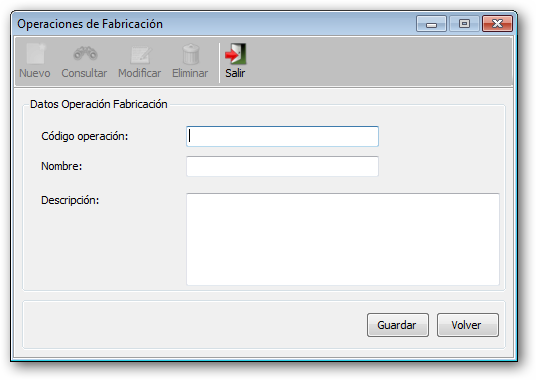 Operaciones de Fabricación
Nuevo Consultar Modificar Eliminar Salir
Datos Operación Fabricación
Código operación:
Nombre:
Descripción:
Guardar Volver